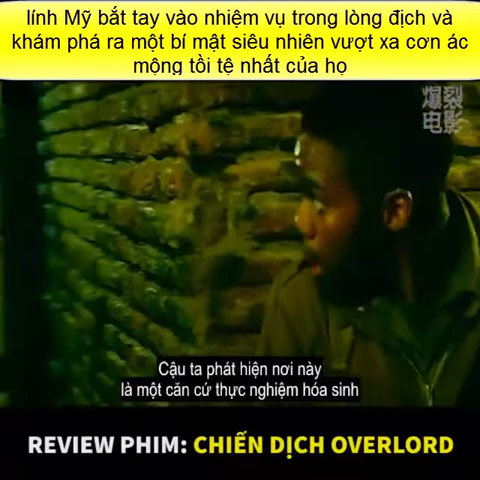 lính Mỹ bắt tay vào nhiệm vụ trong lòng địch và
khám phá ra một bí mật siêu nhiên vượt xa cơn ác
mộng tồi tệ nhất của họ
爆裂
电影
Cậu ta phát hiện nơi này
là một căn cứ thực nghiệm hóa sinh
REVIEW PHIM: CHIẾN DỊCH OVERLORD